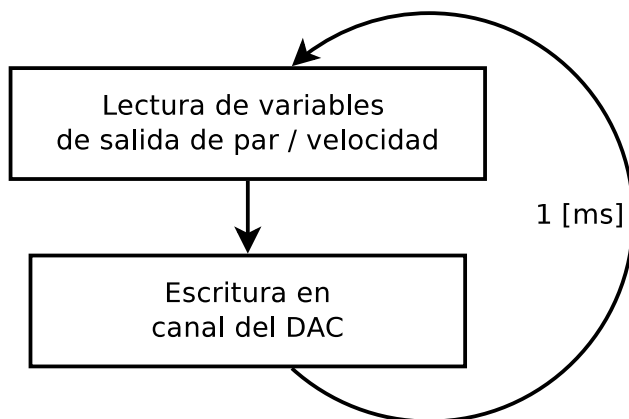 Lectura de variables
de salida de par / velocidad
1 [ms]
Escritura en
canal del DAC